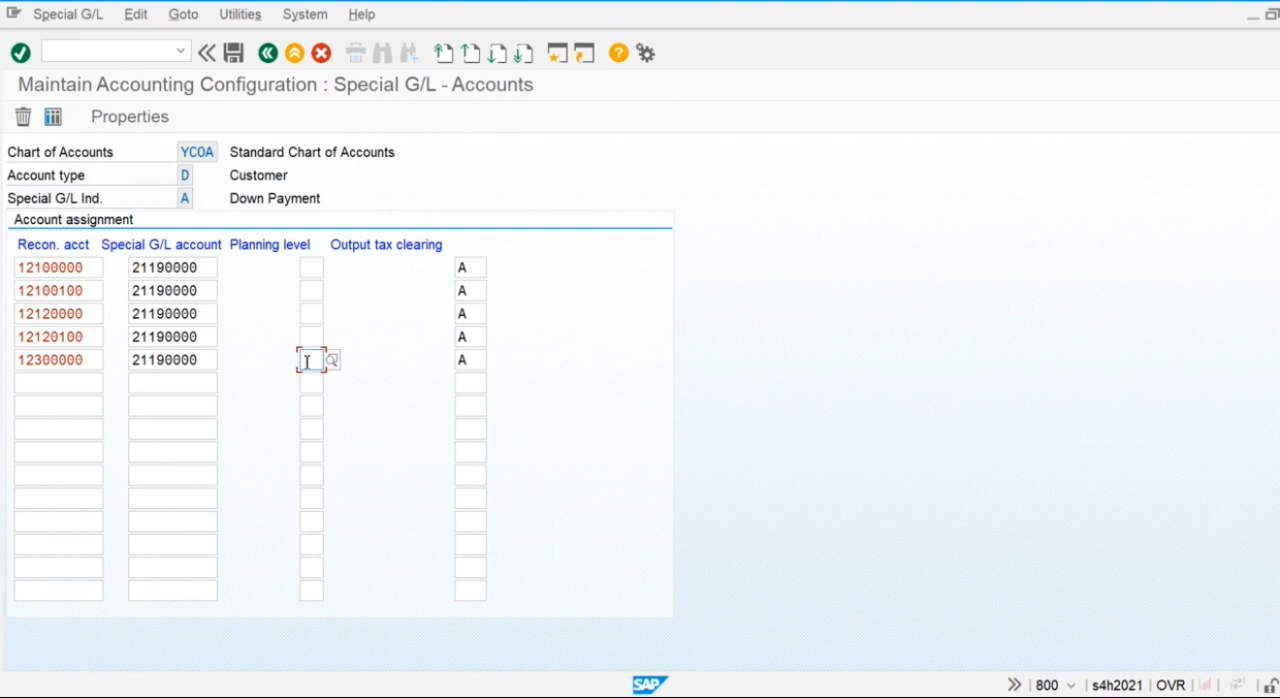 Special G/L Edit Goto Utilities System Help
Maintain Accounting Configuration : Special G/L - Accounts
Properties
Chart of Accounts YCOA Standard Chart of Accounts
Account type D Customer
Special G/L Ind. A Down Payment
Account assignment
Recon. acct Special G/L account Planning level Output tax clearing
12100000 21190000 A
12100100 21190000 A
12120000 21190000 A
12120100 21190000 A
12300000 21190000 A
SAP 800 s4h2021 OVR